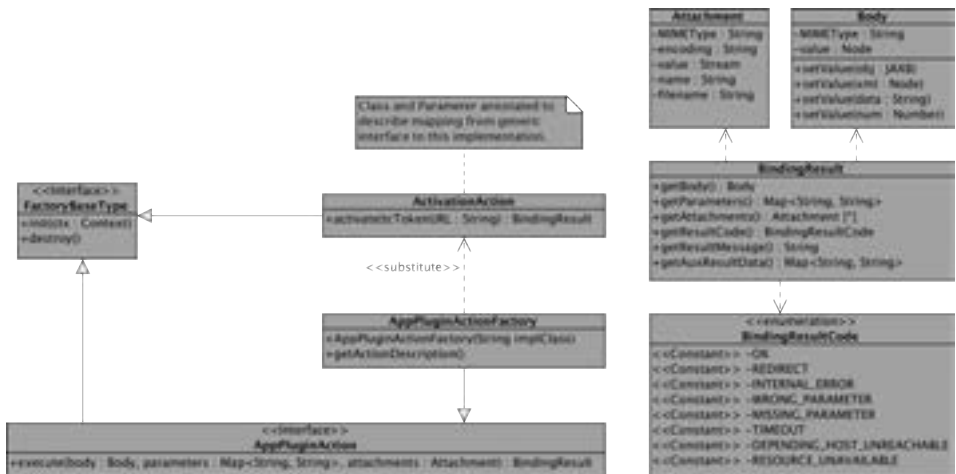 Attachment
-MIMEType : String
-encoding : String
-value : Stream
-name : String
-filename : String
Body
-MIMEType : String
-value : Node
+setValue(obj : JAXB)
+setValue(xml : Node)
+setValue(data : String)
+setValue(num : Number)
Class and Parameter annotated to
describe mapping from generic
interface to this implementation.
<<Interface>>
FactoryBaseType
+init(ctx : Context)
+destroy()
ActivationAction
+activate(tcTokenURL : String) : BindingResult
<<substitute>>
AppPluginActionFactory
+AppPluginActionFactory(String implClass)
+getActionDescription()
<<Interface>>
AppPluginAction
+execute(body : Body, parameters : Map<String, String>, attachments : Attachment) : BindingResult
BindingResult
+getBody() : Body
+getParameters() : Map<String, String>
+getAttachments() : Attachment [*]
+getResultCode() : BindingResultCode
+getResultMessage() : String
+getAuxResultData() : Map<String, String>
<<enumeration>>
BindingResultCode
<<Constant>> -OK
<<Constant>> -REDIRECT
<<Constant>> -INTERNAL_ERROR
<<Constant>> -WRONG_PARAMETER
<<Constant>> -MISSING_PARAMETER
<<Constant>> -TIMEOUT
<<Constant>> -DEPENDING_HOST_UNREACHABLE
<<Constant>> -RESOURCE_UNAVAILABLE